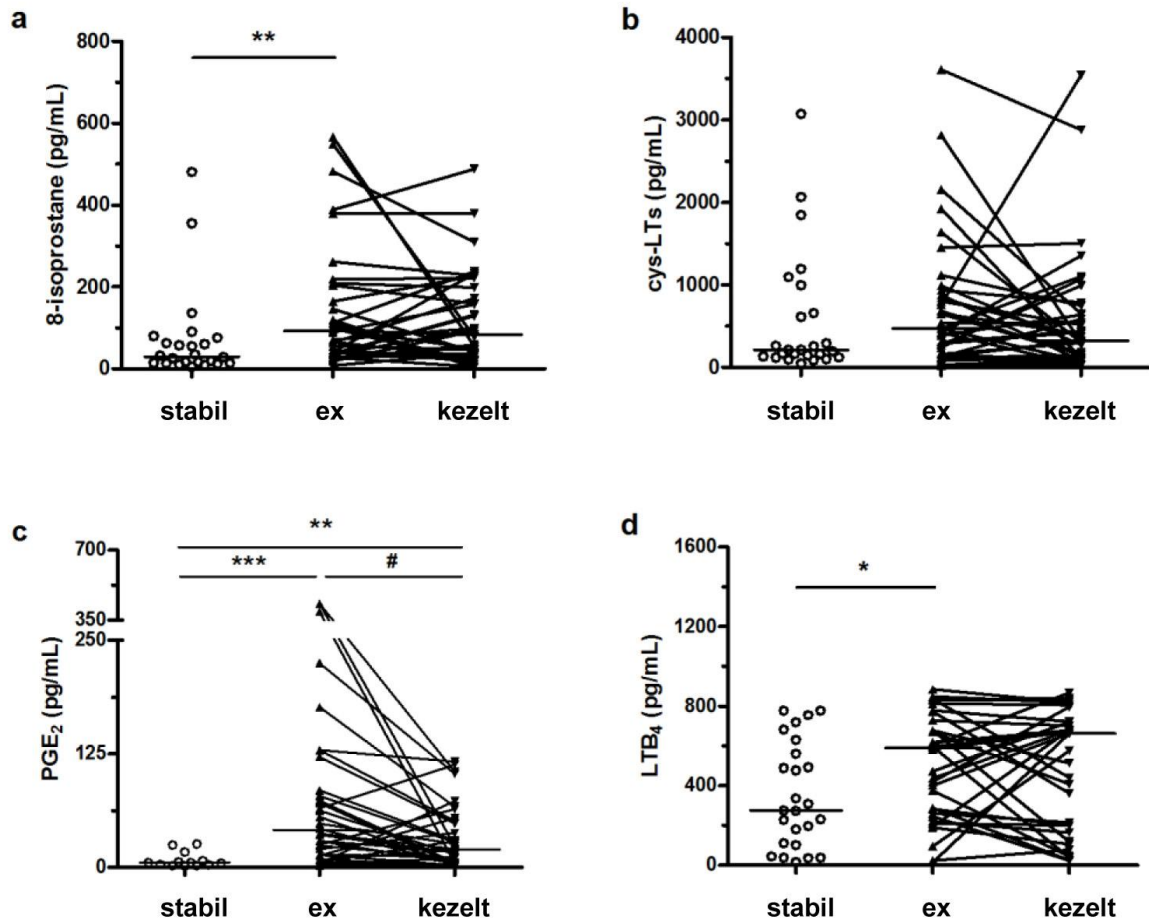 a
**
8-isoprostane (pg/mL)
800
600
400
200
0
stabil ex kezelt
b
cys-LTs (pg/mL)
4000
3000
2000
1000
0
stabil ex kezelt
c
**
***
#
PGE₂ (pg/mL)
700
350
250
125
0
stabil ex kezelt
d
*
LTB₄ (pg/mL)
1600
1200
800
400
0
stabil ex kezelt